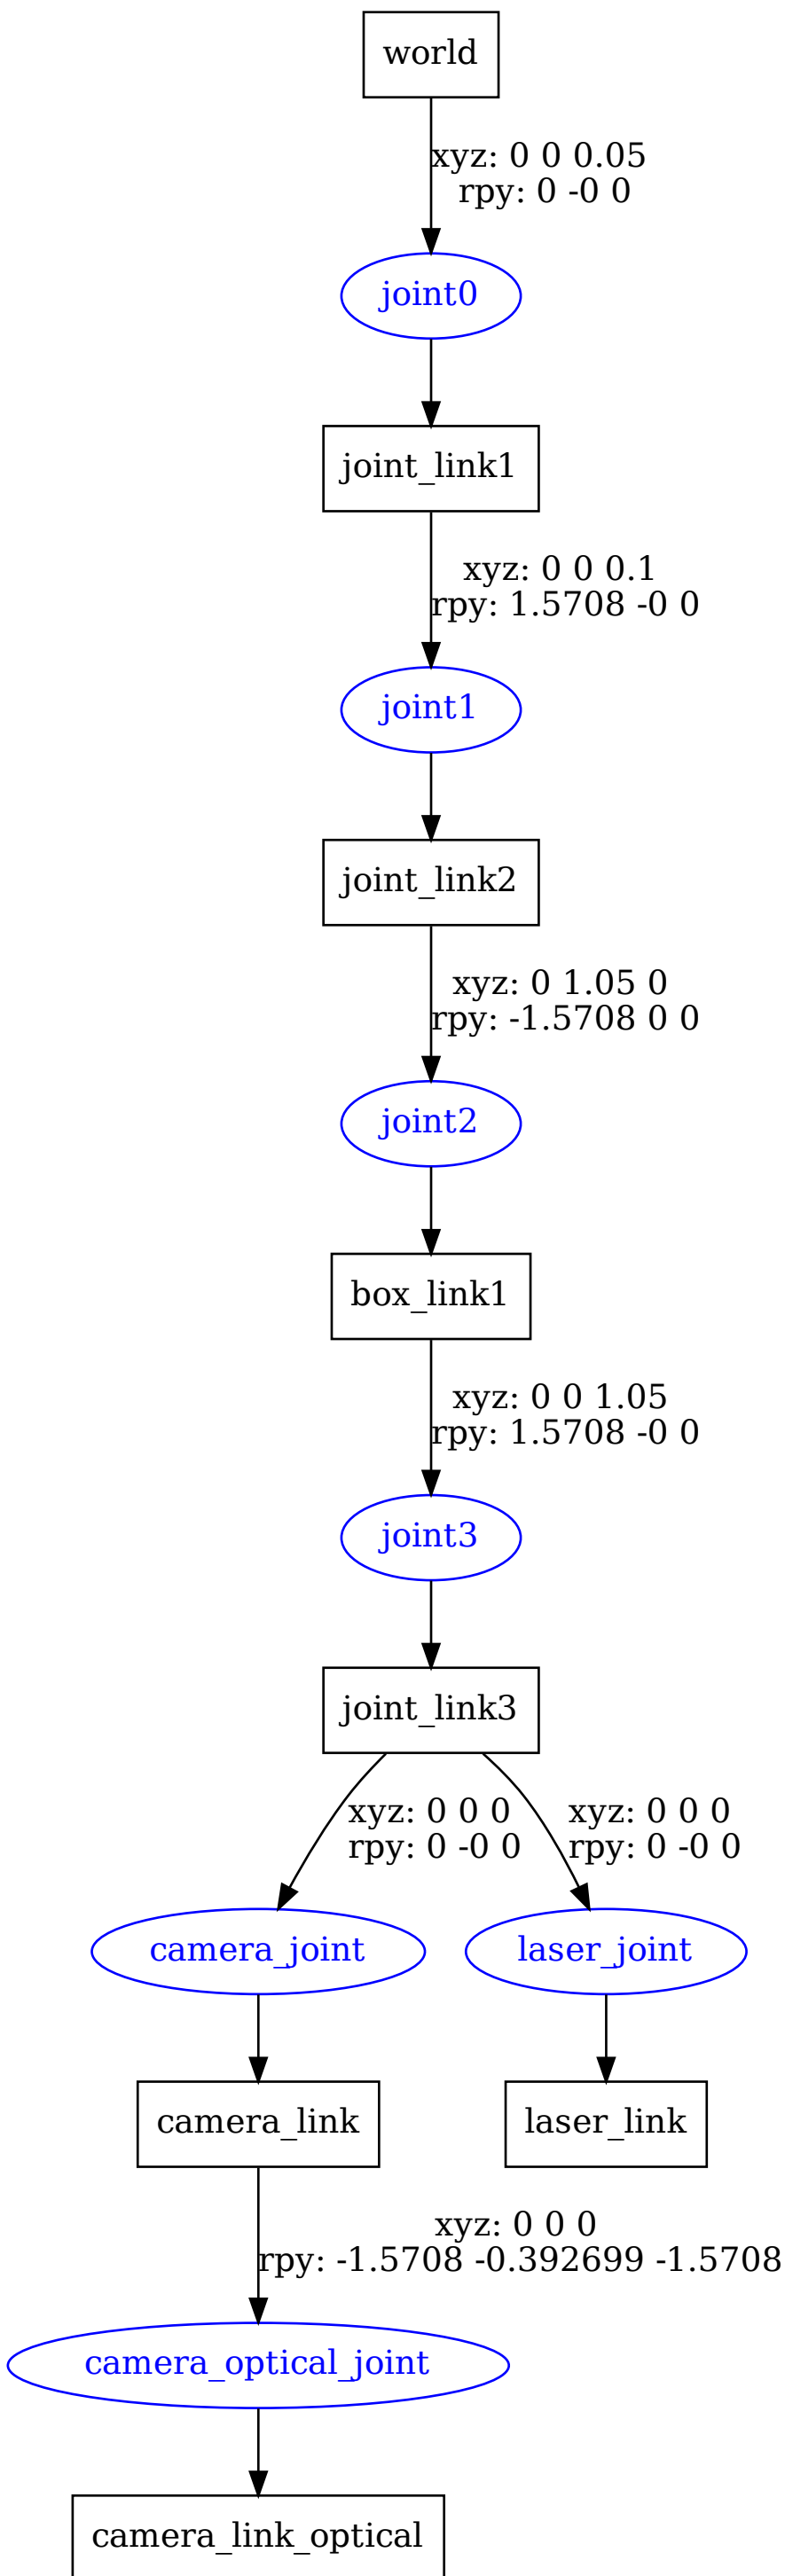 world
xyz: 0 0 0.05
rpy: 0 -0 0
joint0
joint_link1
xyz: 0 0 0.1
rpy: 1.5708 -0 0
joint1
joint_link2
xyz: 0 1.05 0
rpy: -1.5708 0 0
joint2
box_link1
xyz: 0 0 1.05
rpy: 1.5708 -0 0
joint3
joint_link3
xyz: 0 0 0
rpy: 0 -0 0
xyz: 0 0 0
rpy: 0 -0 0
camera_joint
laser_joint
camera_link
laser_link
xyz: 0 0 0
rpy: -1.5708 -0.392699 -1.5708
camera_optical_joint
camera_link_optical